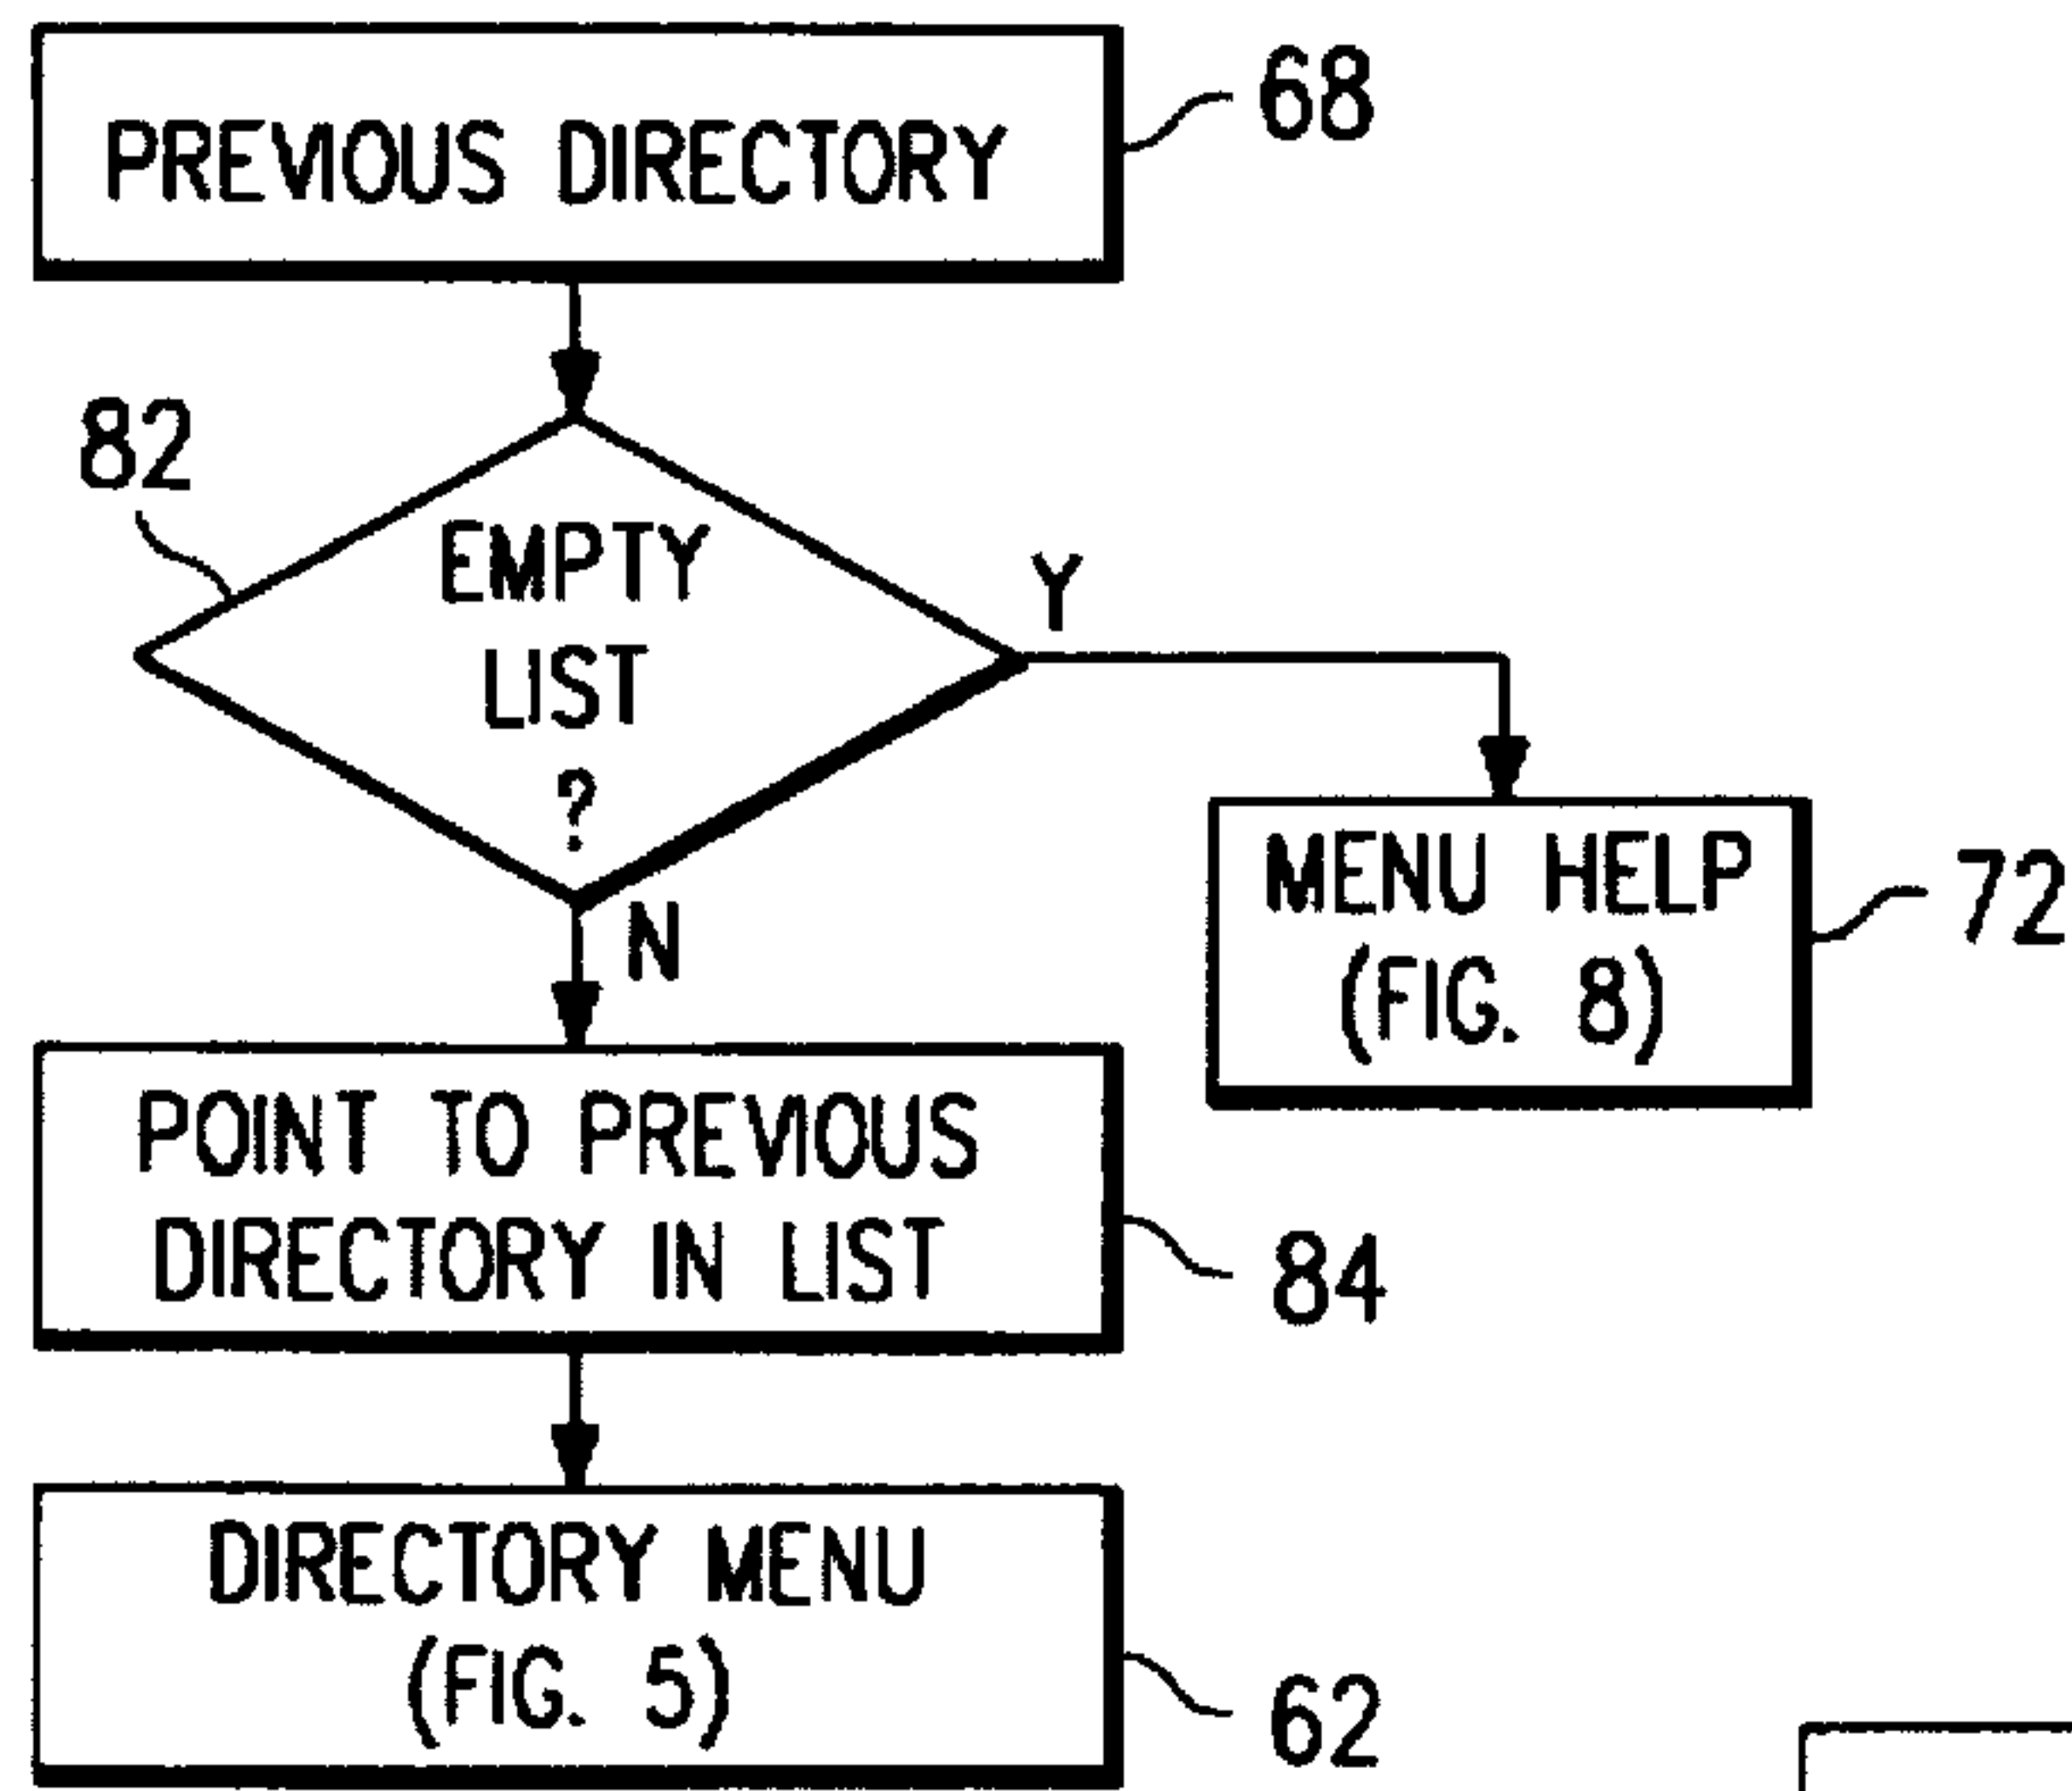 PREVIOUS DIRECTORY
68
82
EMPTY
LIST
?
Y
N
MENU HELP
(FIG. 8)
72
POINT TO PREVIOUS
DIRECTORY IN LIST
84
DIRECTORY MENU
(FIG. 5)
62